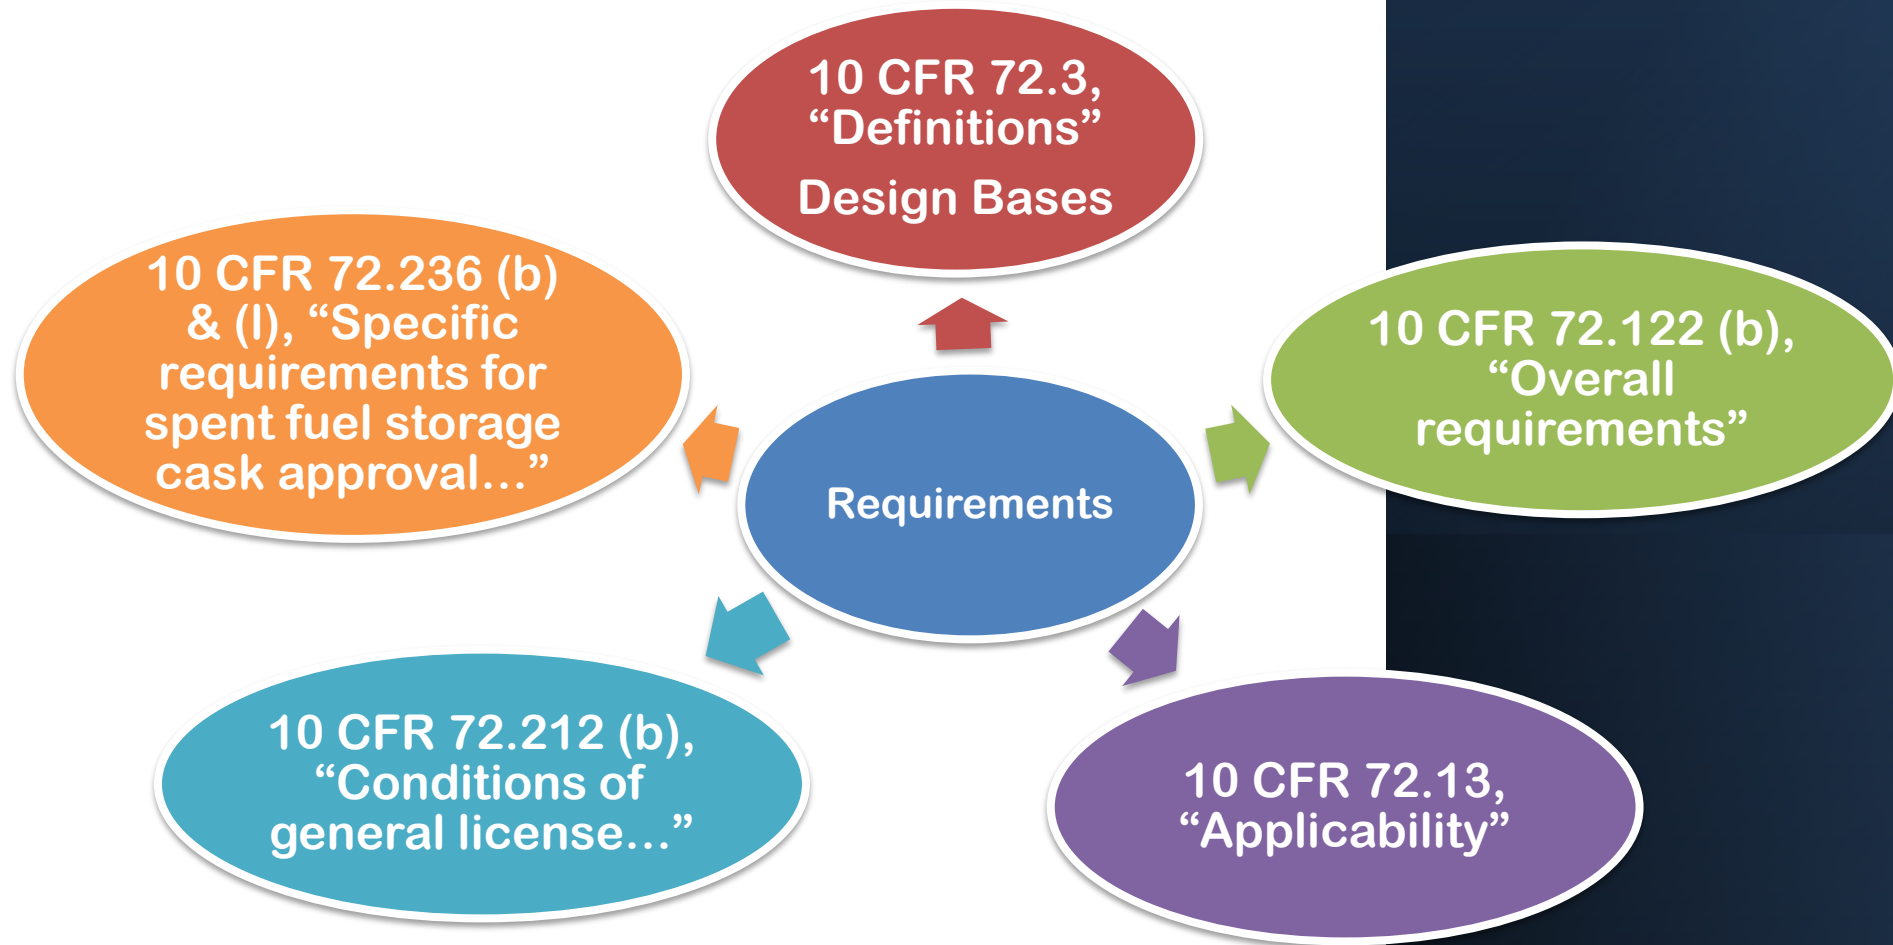 10 CFR 72.3,
“Definitions”
Design Bases
10 CFR 72.236 (b)
& (l), “Specific
requirements for
spent fuel storage
cask approval…”
10 CFR 72.122 (b),
“Overall
requirements”
Requirements
10 CFR 72.212 (b),
“Conditions of
general license…”
10 CFR 72.13,
“Applicability”